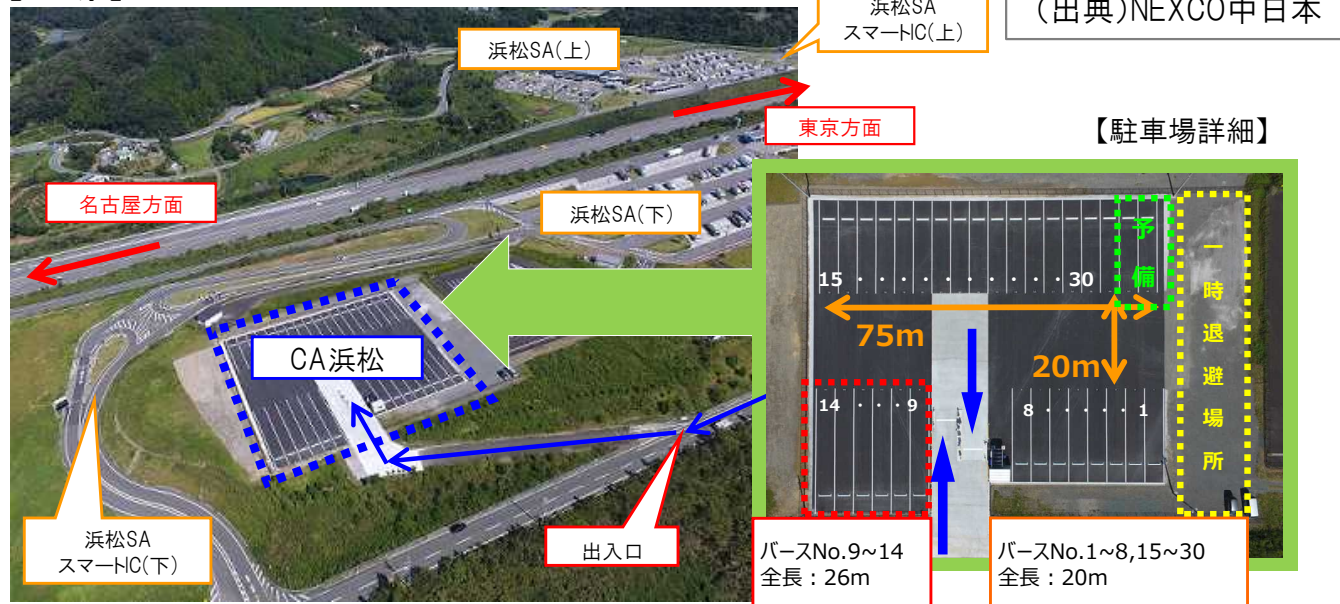 浜松SA
スマートIC(上)
(出典)NEXCO中日本
浜松SA(上)
東京方面
【駐車場詳細】
名古屋方面
浜松SA(下)
予備
一時退避場所
15・・・・・・・・・・30
75m
20m
CA浜松
14・・・9
8・・・・・1
浜松SA
スマートIC(下)
出入口
バースNo.9~14
全長：26m
バースNo.1~8,15~30
全長：20m